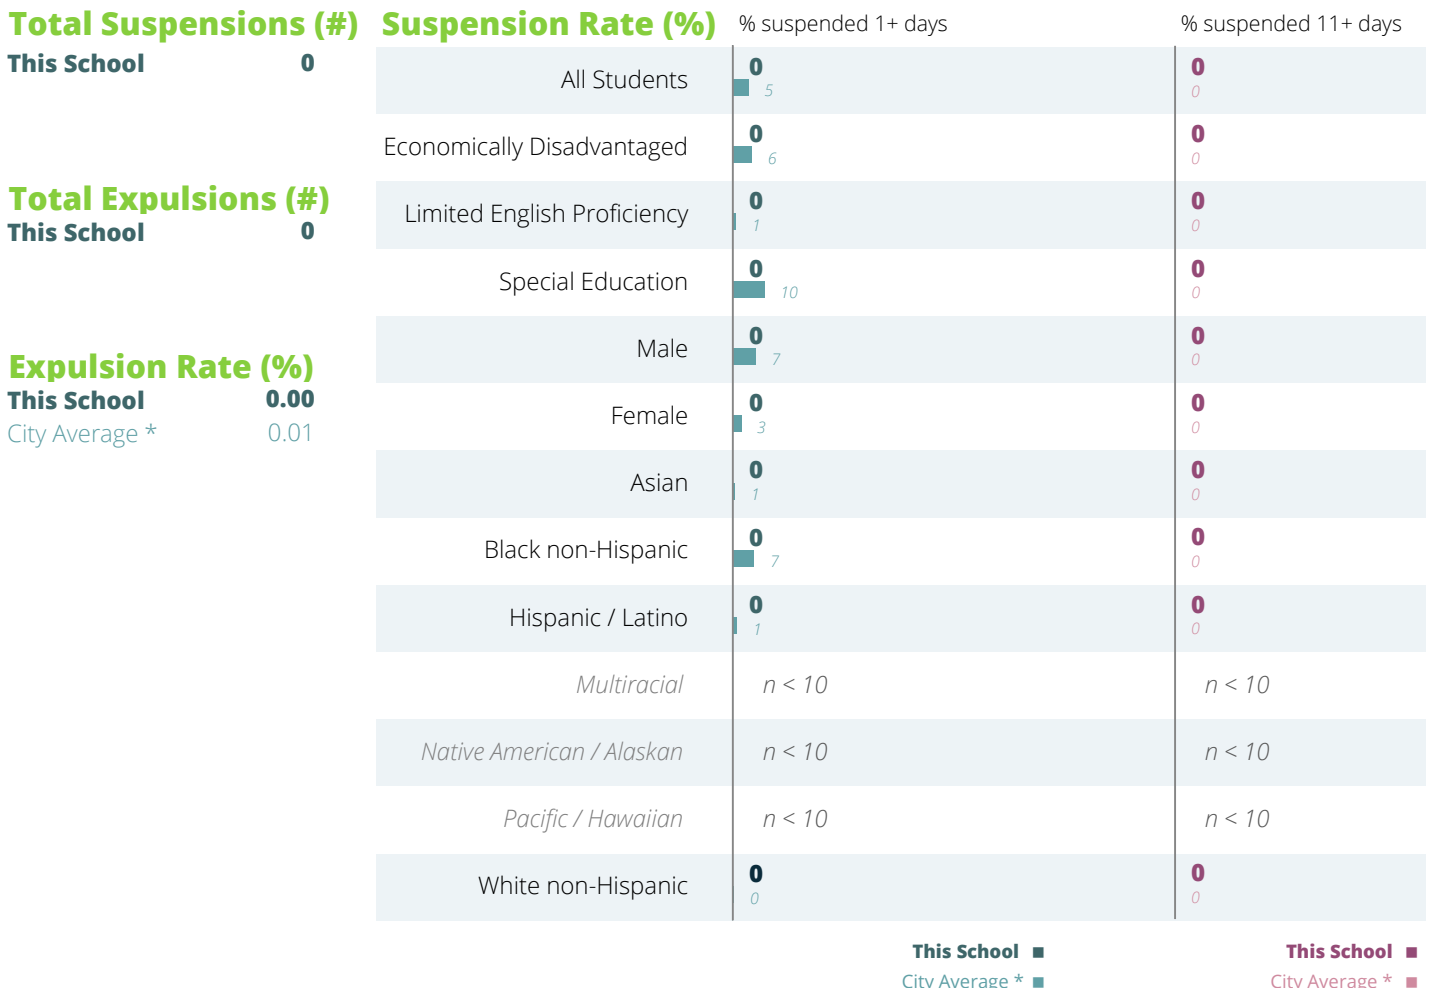 Total Suspensions (#)
This School 0
Total Expulsions (#)
This School 0
Expulsion Rate (%)
This School 0.00
City Average * 0.01
Suspension Rate (%) % suspended 1+ days % suspended 11+ days
All Students 0 0
5 0
Economically Disadvantaged 0 0
6 0
Limited English Proficiency 0 0
1 0
Special Education 0 0
10 0
Male 0 0
7 0
Female 0 0
3 0
Asian 0 0
1 0
Black non-Hispanic 0 0
7 0
Hispanic / Latino 0 0
1 0
Multiracial n < 10 n < 10
Native American / Alaskan n < 10 n < 10
Pacific / Hawaiian n < 10 n < 10
White non-Hispanic 0 0
0 0
This School This School
City Average * City Average *